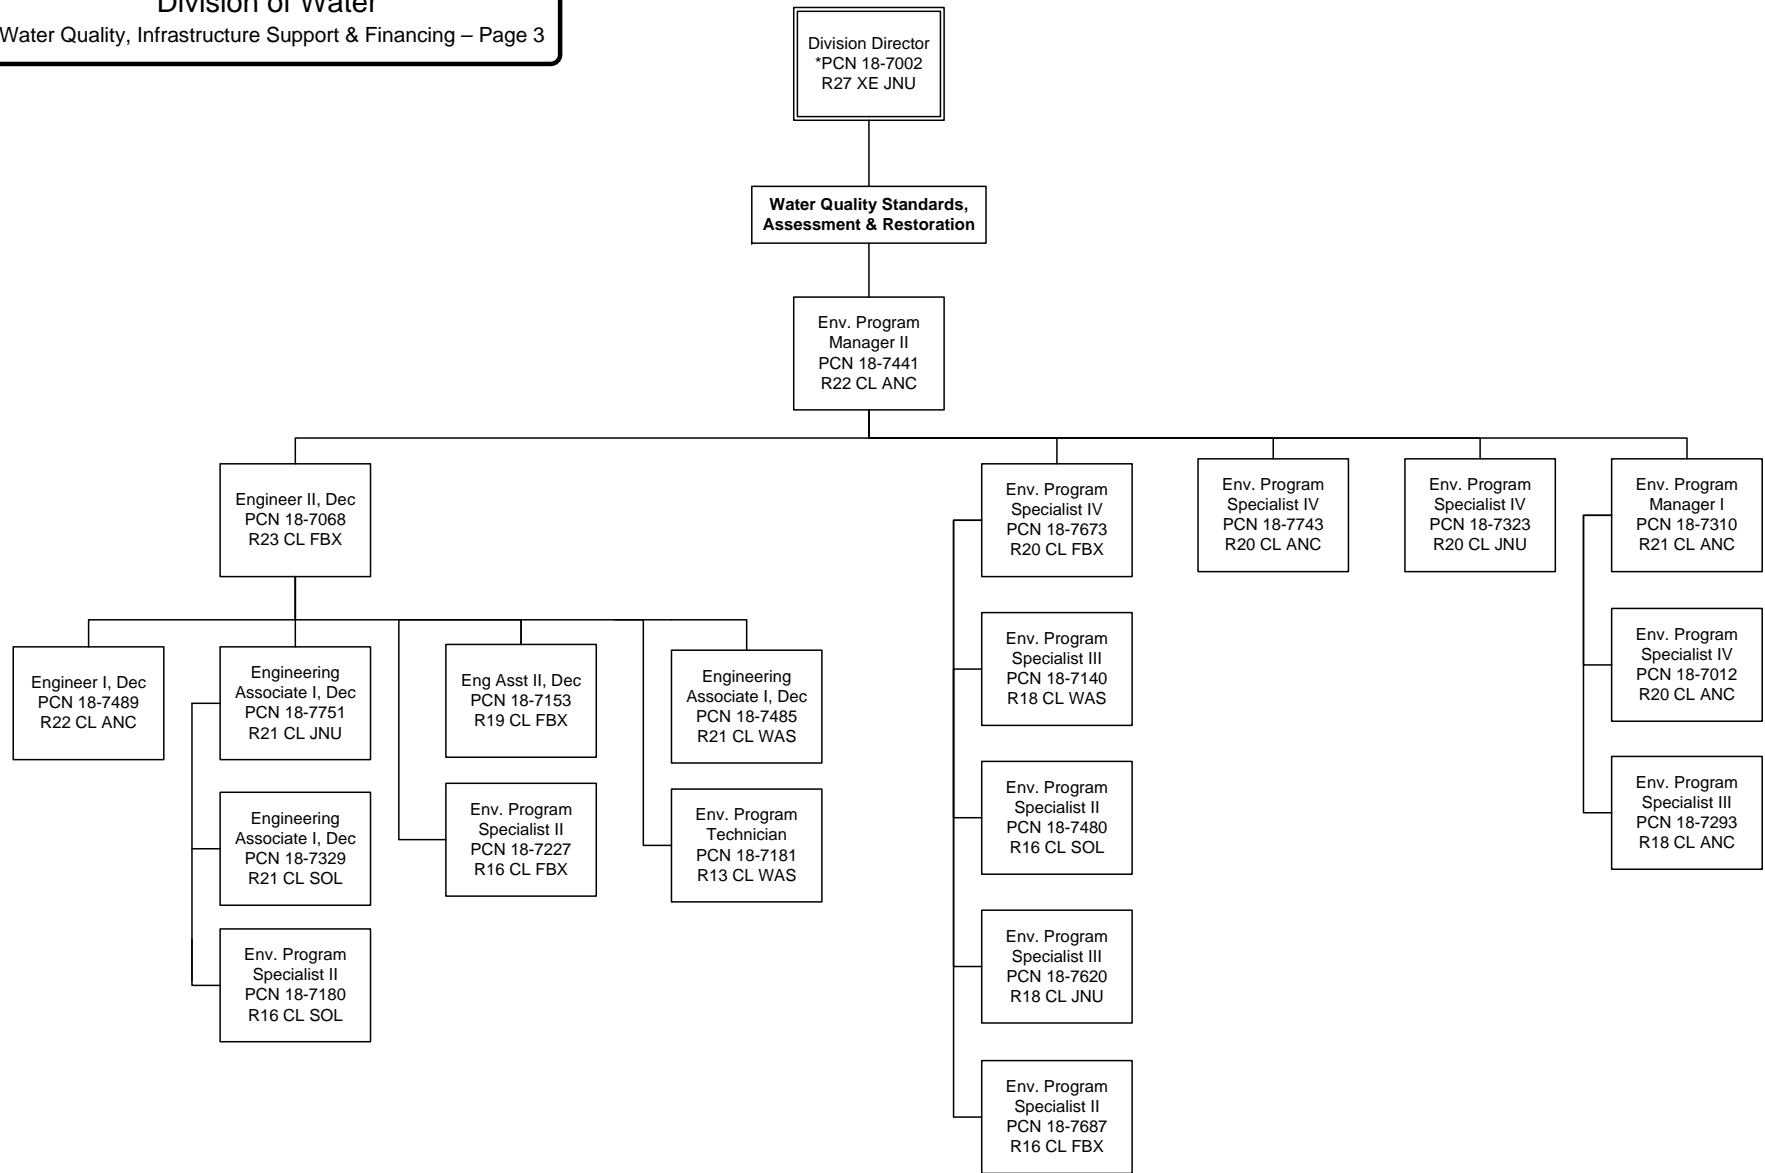 Division of Water
Water Quality, Infrastructure Support & Financing – Page 3
Division Director
*PCN 18-7002
R27 XE JNU
Water Quality Standards,
Assessment & Restoration
Env. Program
Manager II
PCN 18-7441
R22 CL ANC
Engineer II, Dec
PCN 18-7068
R23 CL FBX
Env. Program
Specialist IV
PCN 18-7673
R20 CL FBX
Env. Program
Specialist IV
PCN 18-7743
R20 CL ANC
Env. Program
Specialist IV
PCN 18-7323
R20 CL JNU
Env. Program
Manager I
PCN 18-7310
R21 CL ANC
Engineer I, Dec
PCN 18-7489
R22 CL ANC
Engineering
Associate I, Dec
PCN 18-7751
R21 CL JNU
Eng Asst II, Dec
PCN 18-7153
R19 CL FBX
Engineering
Associate I, Dec
PCN 18-7485
R21 CL WAS
Env. Program
Specialist III
PCN 18-7140
R18 CL WAS
Env. Program
Specialist IV
PCN 18-7012
R20 CL ANC
Engineering
Associate I, Dec
PCN 18-7329
R21 CL SOL
Env. Program
Specialist II
PCN 18-7227
R16 CL FBX
Env. Program
Technician
PCN 18-7181
R13 CL WAS
Env. Program
Specialist II
PCN 18-7480
R16 CL SOL
Env. Program
Specialist III
PCN 18-7293
R18 CL ANC
Env. Program
Specialist II
PCN 18-7180
R16 CL SOL
Env. Program
Specialist III
PCN 18-7620
R18 CL JNU
Env. Program
Specialist II
PCN 18-7687
R16 CL FBX